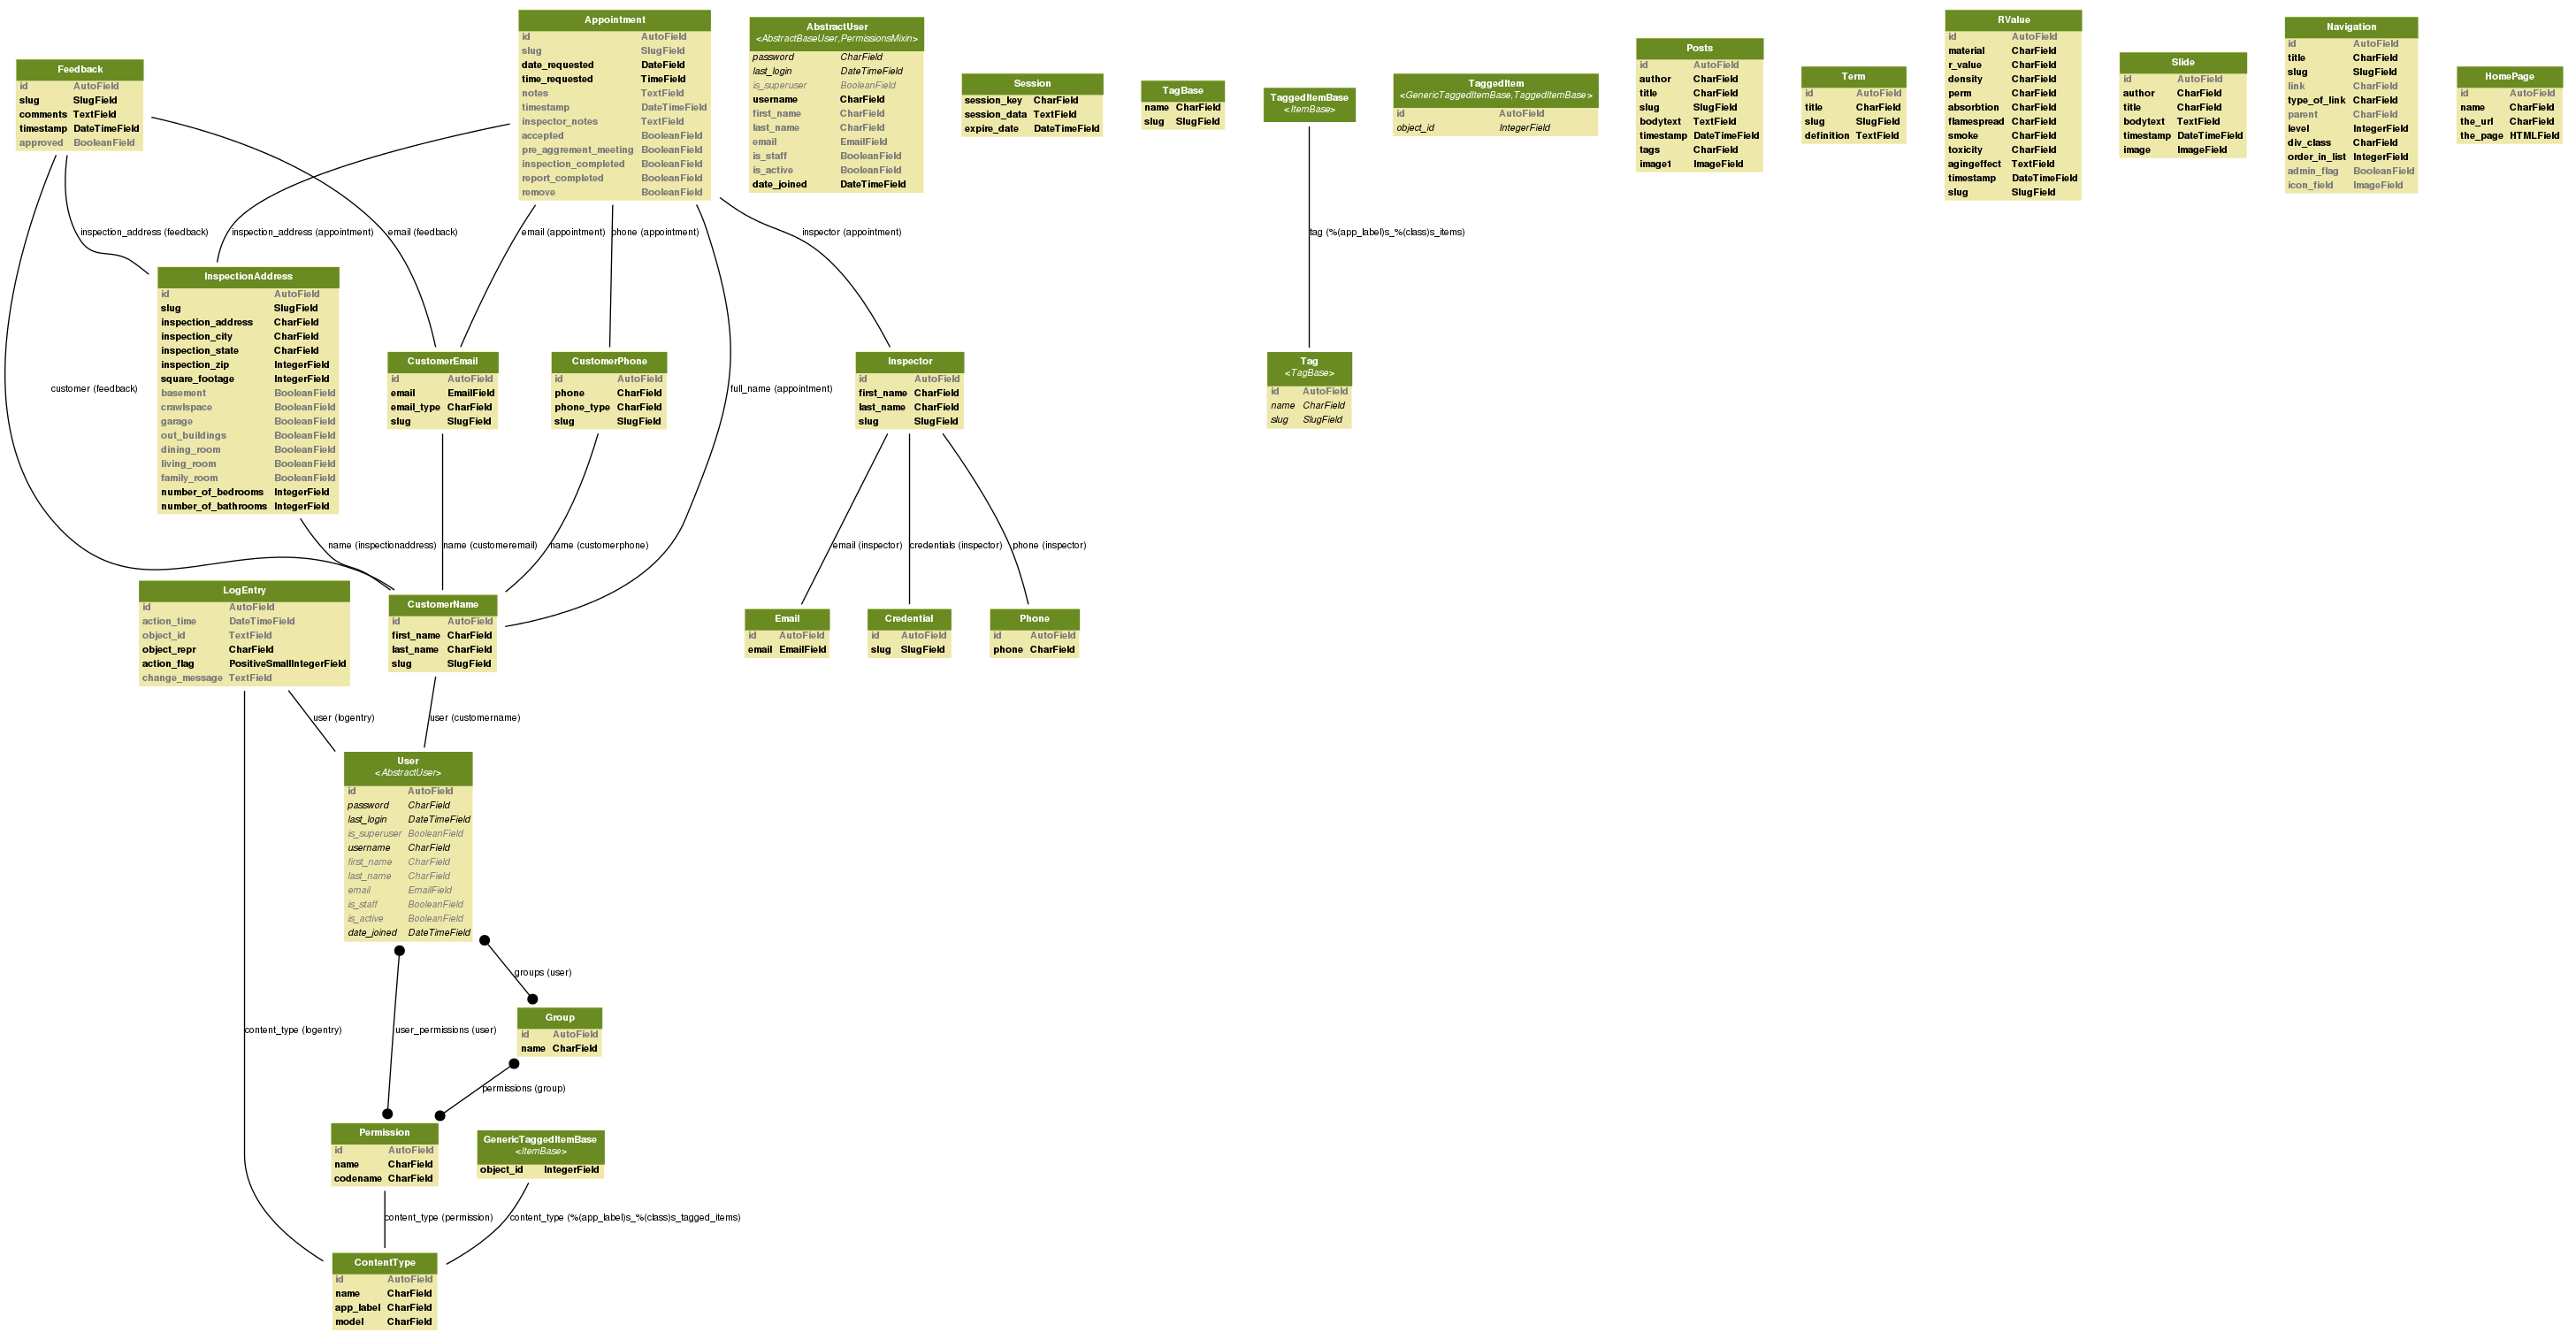 Feedback
id AutoField
slug SlugField
comments TextField
timestamp DateTimeField
approved BooleanField
Appointment
id AutoField
slug SlugField
date_requested DateField
time_requested TimeField
notes TextField
timestamp DateTimeField
inspector_notes TextField
accepted BooleanField
pre_aggrement_meeting BooleanField
inspection_completed BooleanField
report_completed BooleanField
remove BooleanField
AbstractUser
<AbstractBaseUser,PermissionsMixin>
password CharField
last_login DateTimeField
is_superuser BooleanField
username CharField
first_name CharField
last_name CharField
email EmailField
is_staff BooleanField
is_active BooleanField
date_joined DateTimeField
Session
session_key CharField
session_data TextField
expire_date DateTimeField
TagBase
name CharField
slug SlugField
TaggedItemBase
<ItemBase>
TaggedItem
<GenericTaggedItemBase,TaggedItemBase>
id AutoField
object_id IntegerField
Posts
id AutoField
author CharField
title CharField
slug SlugField
bodytext TextField
timestamp DateTimeField
tags CharField
image1 ImageField
Term
id AutoField
title CharField
slug SlugField
definition TextField
RValue
id AutoField
material CharField
r_value CharField
density CharField
perm CharField
absorbtion CharField
flamespread CharField
smoke CharField
toxicity CharField
agingeffect TextField
timestamp DateTimeField
slug SlugField
Slide
id AutoField
author CharField
title CharField
bodytext TextField
timestamp DateTimeField
image ImageField
Navigation
id AutoField
title CharField
slug SlugField
link CharField
type_of_link CharField
parent CharField
level IntegerField
div_class CharField
order_in_list IntegerField
admin_flag BooleanField
icon_field ImageField
HomePage
id AutoField
name CharField
the_url CharField
the_page HTMLField
inspection_address (feedback)
inspection_address (appointment)
email (feedback)
email (appointment)
phone (appointment)
inspector (appointment)
tag (%(app_label)s_%(class)s_items)
customer (feedback)
InspectionAddress
id AutoField
slug SlugField
inspection_address CharField
inspection_city CharField
inspection_state CharField
inspection_zip IntegerField
square_footage IntegerField
basement BooleanField
crawlspace BooleanField
garage BooleanField
out_buildings BooleanField
dining_room BooleanField
living_room BooleanField
family_room BooleanField
number_of_bedrooms IntegerField
number_of_bathrooms IntegerField
CustomerEmail
id AutoField
email EmailField
email_type CharField
slug SlugField
CustomerPhone
id AutoField
phone CharField
phone_type CharField
slug SlugField
full_name (appointment)
Inspector
id AutoField
first_name CharField
last_name CharField
slug SlugField
Tag
<TagBase>
id AutoField
name CharField
slug SlugField
name (inspectionaddress)
name (customeremail)
name (customerphone)
email (inspector)
credentials (inspector)
phone (inspector)
LogEntry
id AutoField
action_time DateTimeField
object_id TextField
object_repr CharField
action_flag PositiveSmallIntegerField
change_message TextField
CustomerName
id AutoField
first_name CharField
last_name CharField
slug SlugField
Email
id AutoField
email EmailField
Credential
id AutoField
slug SlugField
Phone
id AutoField
phone CharField
user (logentry)
user (customername)
User
<AbstractUser>
id AutoField
password CharField
last_login DateTimeField
is_superuser BooleanField
username CharField
first_name CharField
last_name CharField
email EmailField
is_staff BooleanField
is_active BooleanField
date_joined DateTimeField
groups (user)
content_type (logentry)
user_permissions (user)
Group
id AutoField
name CharField
permissions (group)
Permission
id AutoField
name CharField
codename CharField
GenericTaggedItemBase
<ItemBase>
object_id IntegerField
content_type (permission)
content_type (%(app_label)s_%(class)s_tagged_items)
ContentType
id AutoField
name CharField
app_label CharField
model CharField